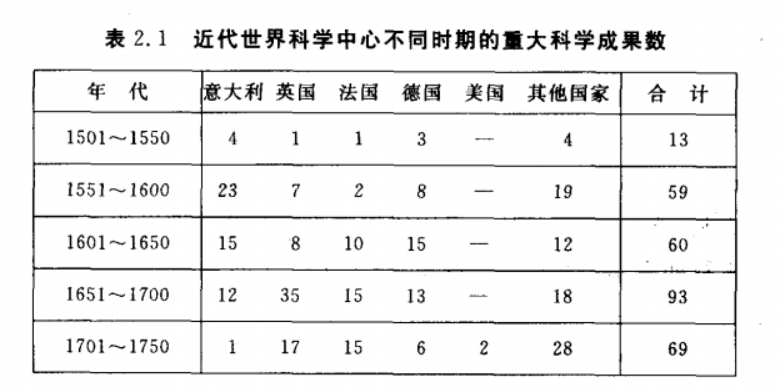 表 2.1 近代世界科学中心不同时期的重大科学成果数
年 代 意大利 英国 法国 德国 美国 其他国家 合 计
1501～1550 4 1 1 3 — 4 13
1551～1600 23 7 2 8 — 19 59
1601～1650 15 8 10 15 — 12 60
1651～1700 12 35 15 13 — 18 93
1701～1750 1 17 15 6 2 28 69